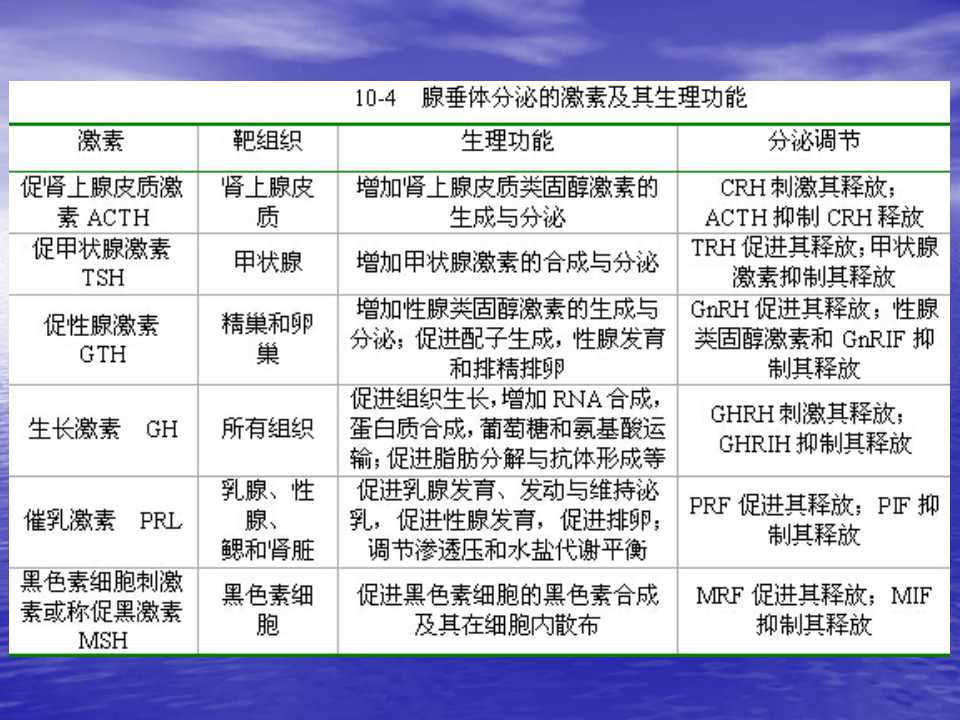 10-4 腺垂体分泌的激素及其生理功能
激素 靶组织 生理功能 分泌调节
促肾上腺皮质激
素 ACTH
肾上腺皮
质
增加肾上腺皮质类固醇激素的
生成与分泌
CRH 刺激其释放；
ACTH 抑制 CRH 释放
促甲状腺激素
TSH
甲状腺
增加甲状腺激素的合成与分泌
TRH 促进其释放；甲状腺
激素抑制其释放
促性腺激素
GTH
精巢和卵
巢
增加性腺类固醇激素的生成与
分泌；促进配子生成，性腺发育
和排精排卵
GnRH 促进其释放；性腺
类固醇激素和 GnRIF 抑
制其释放
生长激素 GH
所有组织
促进组织生长，增加 RNA 合成，
蛋白质合成，葡萄糖和氨基酸运
输；促进脂肪分解与抗体形成等
GHRH 刺激其释放；
GHRIH 抑制其释放
催乳激素 PRL
乳腺、性
腺、
鳃和肾脏
促进乳腺发育、发动与维持泌
乳，促进性腺发育，促进排卵；
调节渗透压和水盐代谢平衡
PRF 促进其释放；PIF 抑
制其释放
黑色素细胞刺激
素或称促黑激素
MSH
黑色素细
胞
促进黑色素细胞的黑色素合成
及其在细胞内散布
MRF 促进其释放；MIF
抑制其释放